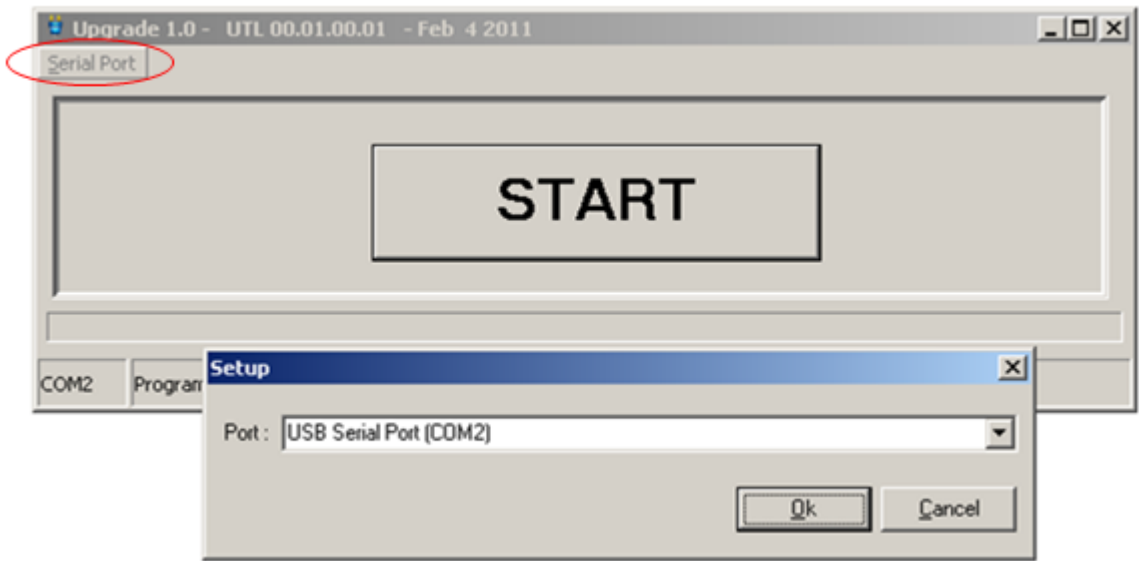 Upgrade 1.0 - UTL 00.01.00.01 - Feb 4 2011
Serial Port
START
COM2
Setup
Port : USB Serial Port (COM2)
Ok Cancel